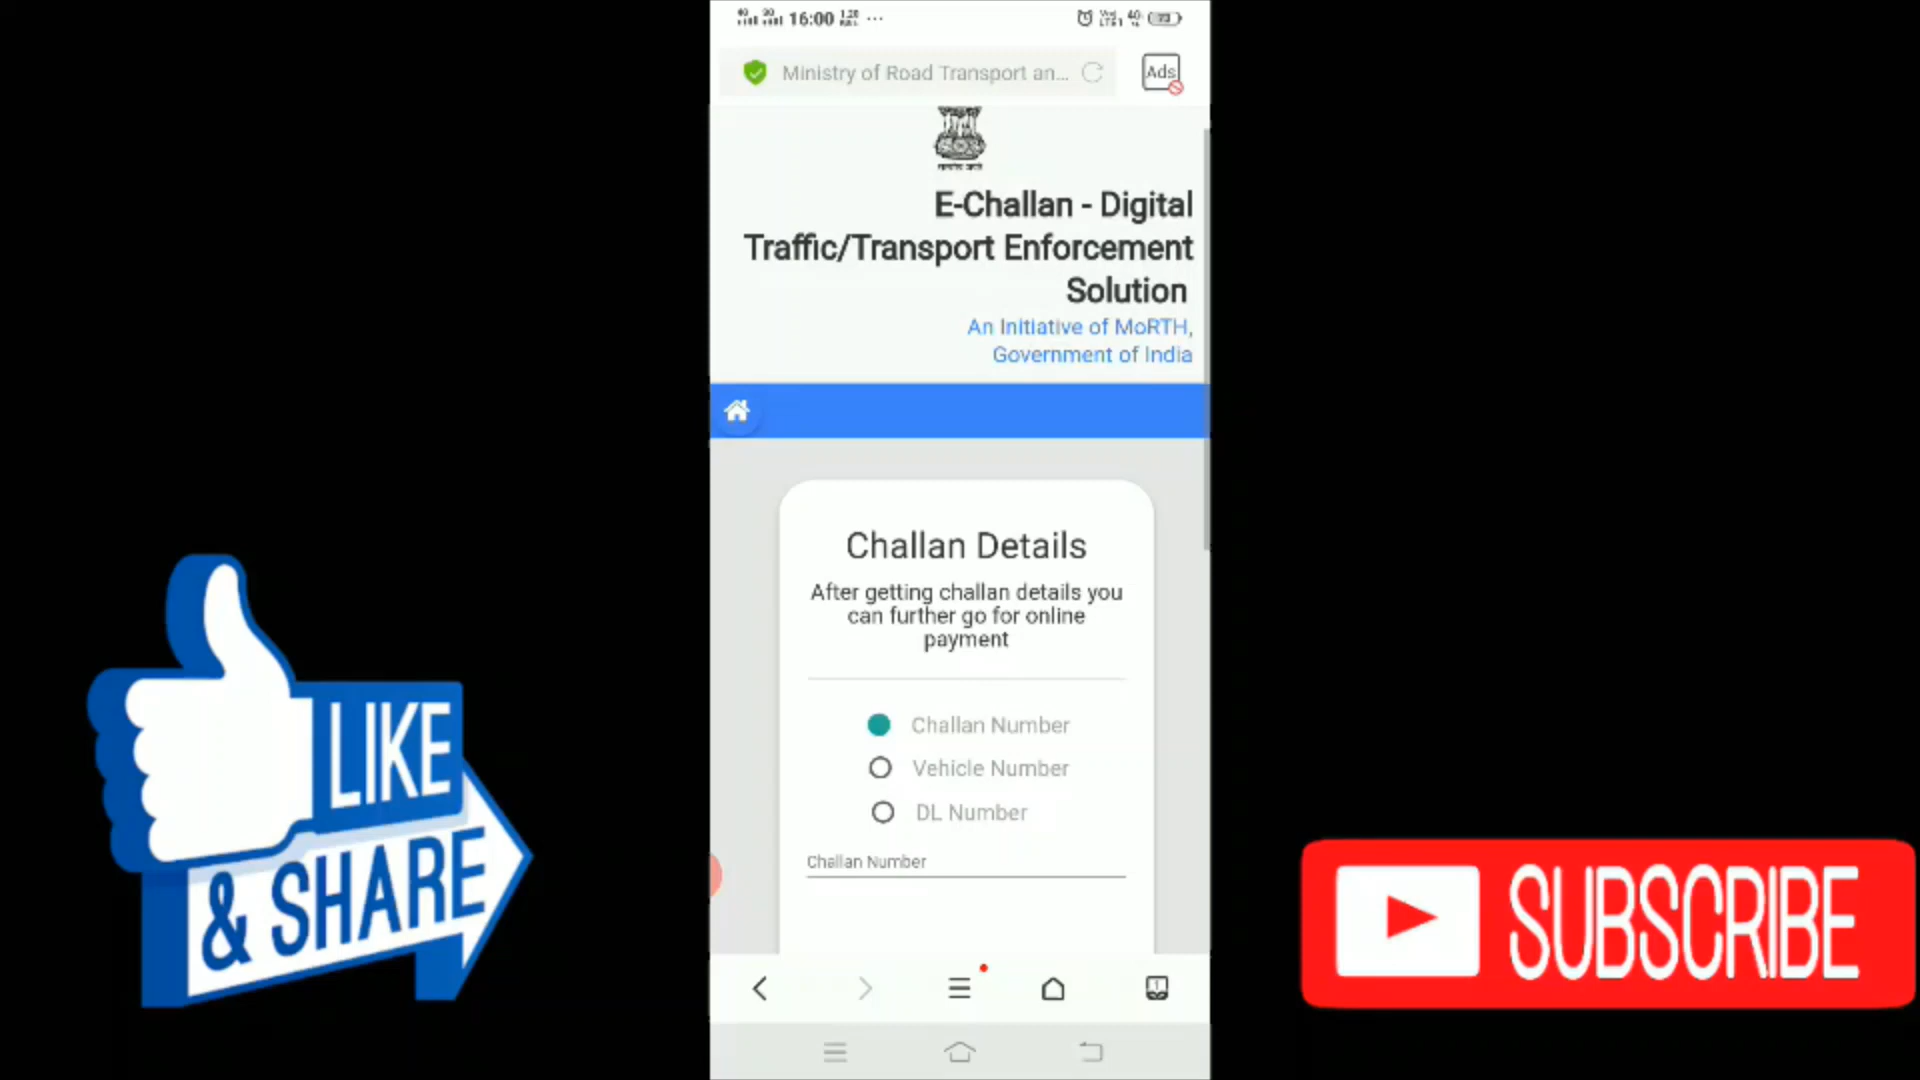 16:00
Ministry of Road Transport an...
Ads
E-Challan - Digital
Traffic/Transport Enforcement
Solution
An Initiative of MoRTH,
Government of India
Challan Details
After getting challan details you
can further go for online
payment
Challan Number
Vehicle Number
DL Number
Challan Number
LIKE
& SHARE
SUBSCRIBE